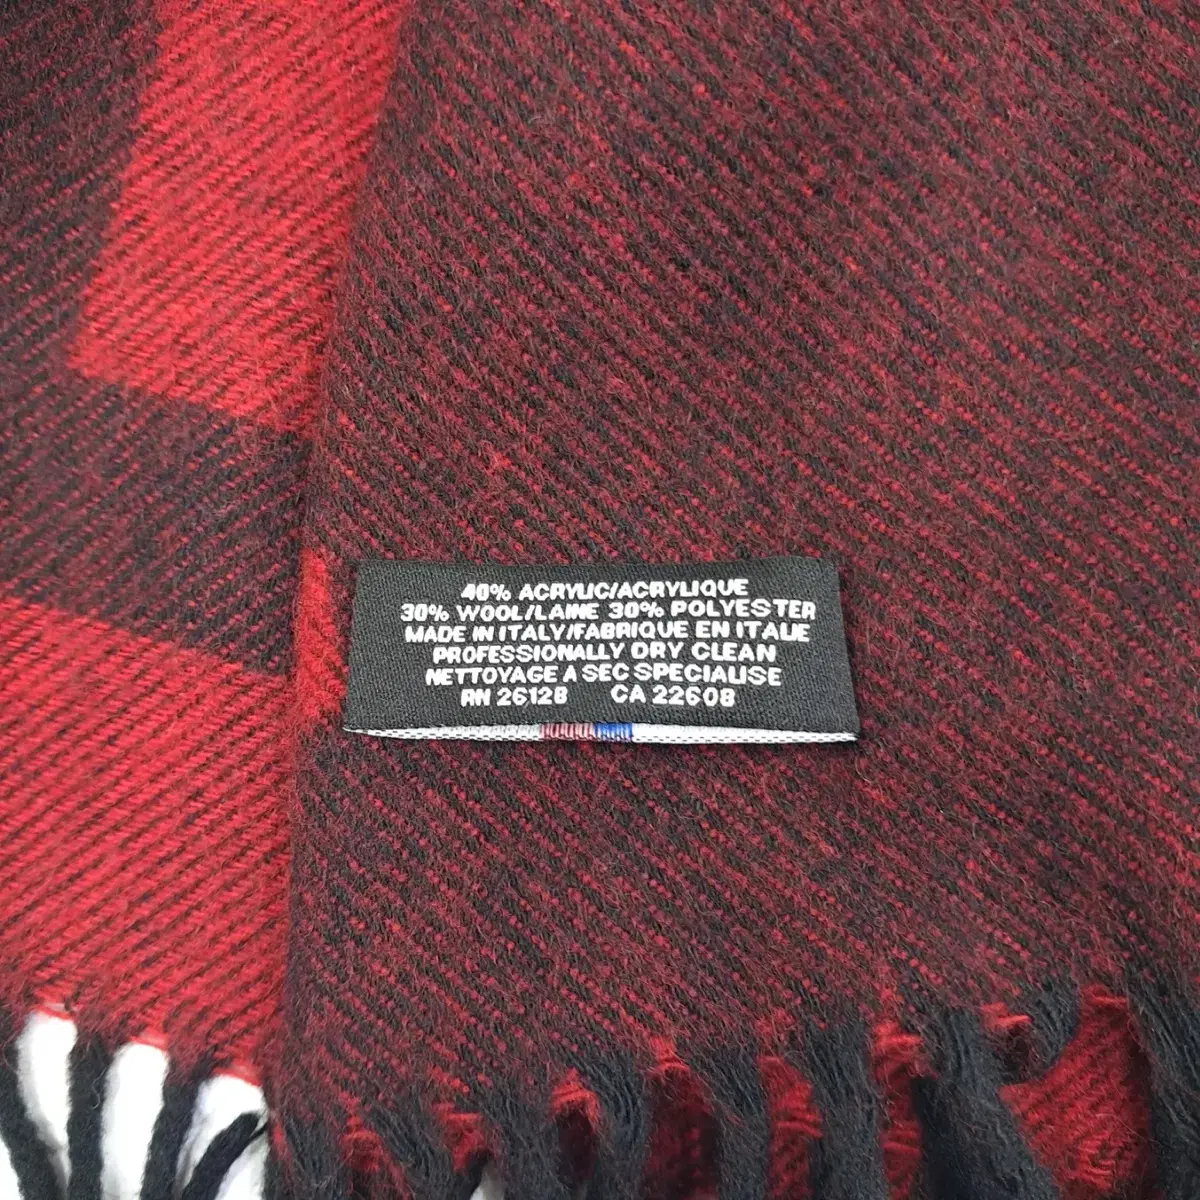 40% ACRYLIC/ACRYLIQUE
30% WOOL/LAINE 30% POLYESTER
MADE IN ITALY/FABRIQUE EN ITALIE
PROFESSIONALLY DRY CLEAN
NETTOYAGE A SEC SPECIALISE
RN 26128 CA 22608